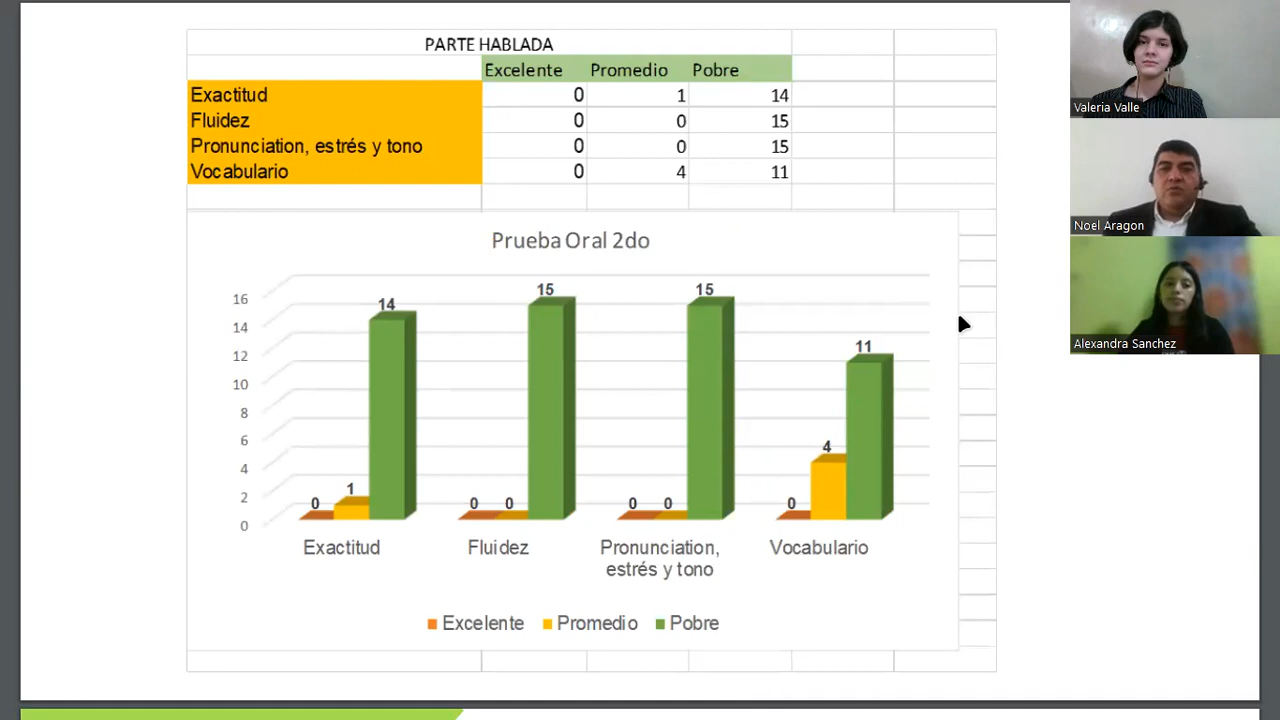 PARTE HABLADA
Excelente Promedio Pobre
Exactitud 0 1 14
Fluidez 0 0 15
Pronunciation, estrés y tono 0 0 15
Vocabulario 0 4 11
Prueba Oral 2do
16
14
12
10
8
6
4
2
0
0 1 14
0 0 15
0 0 15
0 4 11
Exactitud
Fluidez
Pronunciation,
estrés y tono
Vocabulario
Excelente Promedio Pobre
Valeria Valle
Noel Aragon
Alexandra Sanchez